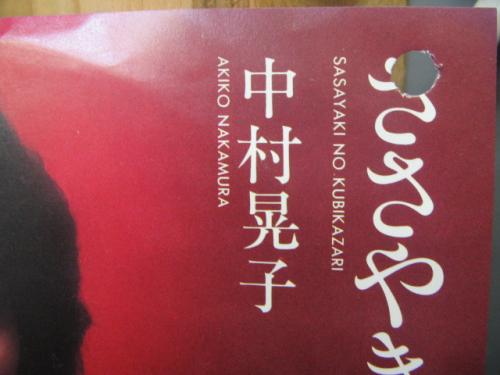 ささやき
SASAYAKI NO KUBIKAZARI
中村晃子
AKIKO NAKAMURA